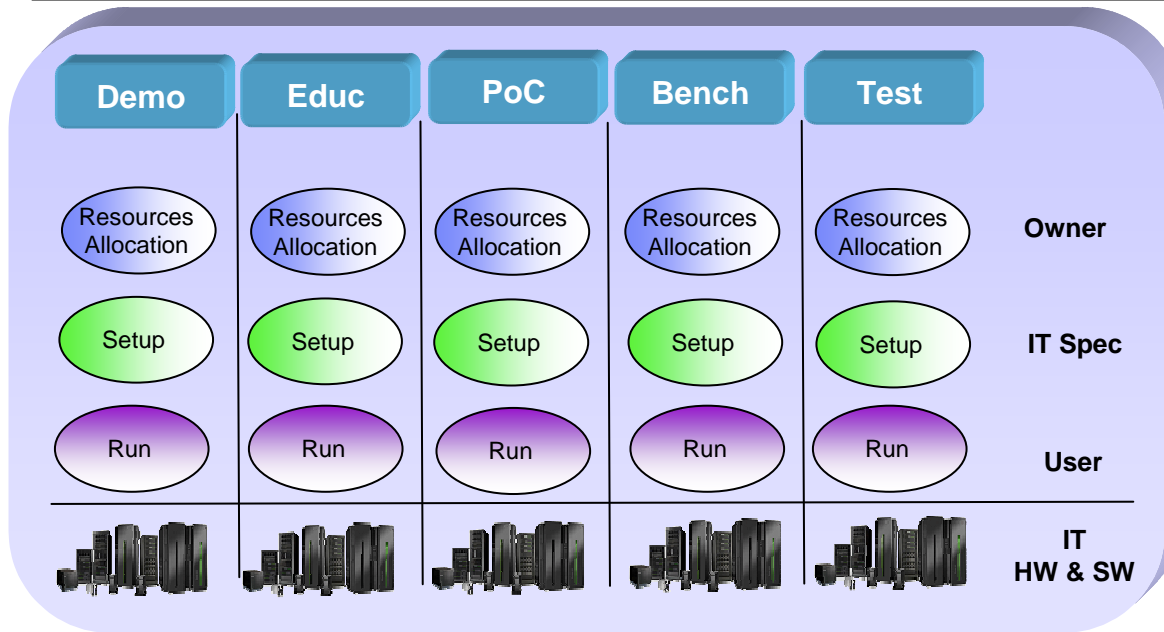 Demo
Educ
PoC
Bench
Test
Resources
Allocation
Resources
Allocation
Resources
Allocation
Resources
Allocation
Resources
Allocation
Owner
Setup
Setup
Setup
Setup
Setup
IT Spec
Run
Run
Run
Run
Run
User
IT
HW & SW